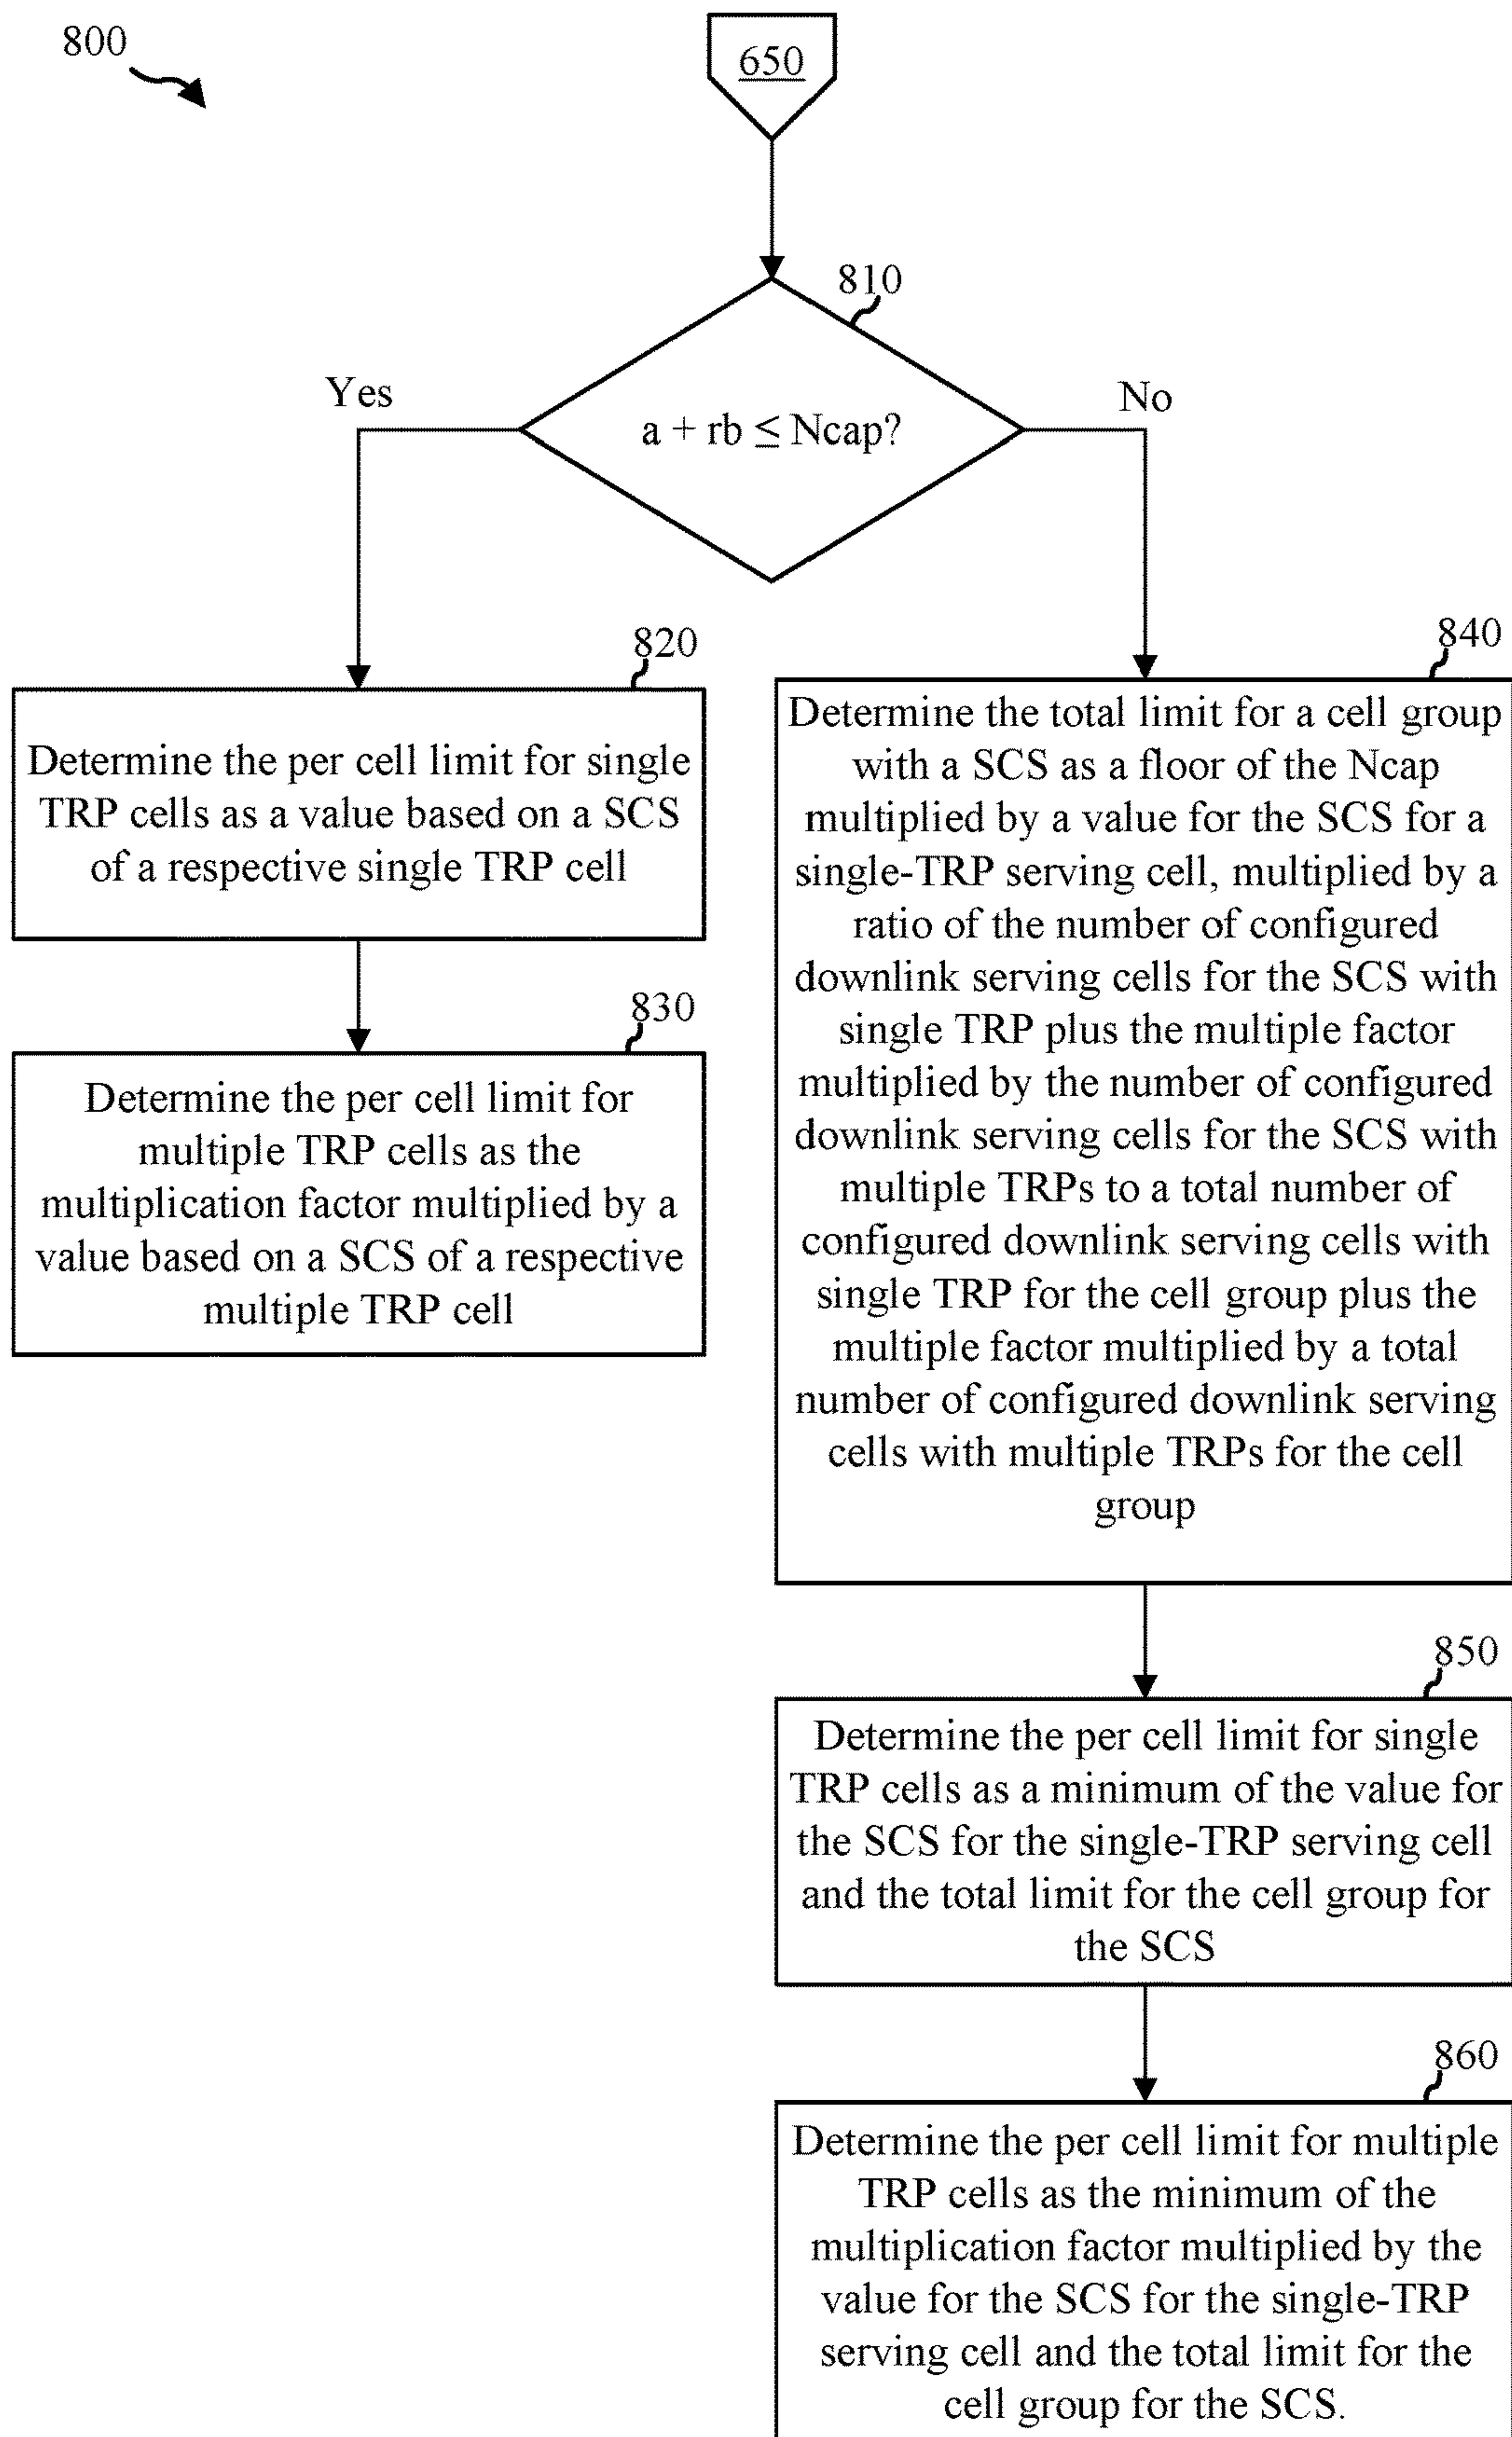 800
650
810
Yes
No
a + rb ≤ Ncap?
820
Determine the per cell limit for single
TRP cells as a value based on a SCS
of a respective single TRP cell
830
Determine the per cell limit for
multiple TRP cells as the
multiplication factor multiplied by a
value based on a SCS of a respective
multiple TRP cell
840
Determine the total limit for a cell group
with a SCS as a floor of the Ncap
multiplied by a value for the SCS for a
single-TRP serving cell, multiplied by a
ratio of the number of configured
downlink serving cells for the SCS with
single TRP plus the multiple factor
multiplied by the number of configured
downlink serving cells for the SCS with
multiple TRPs to a total number of
configured downlink serving cells with
single TRP for the cell group plus the
multiple factor multiplied by a total
number of configured downlink serving
cells with multiple TRPs for the cell
group
850
Determine the per cell limit for single
TRP cells as a minimum of the value for
the SCS for the single-TRP serving cell
and the total limit for the cell group for
the SCS
860
Determine the per cell limit for multiple
TRP cells as the minimum of the
multiplication factor multiplied by the
value for the SCS for the single-TRP
serving cell and the total limit for the
cell group for the SCS.